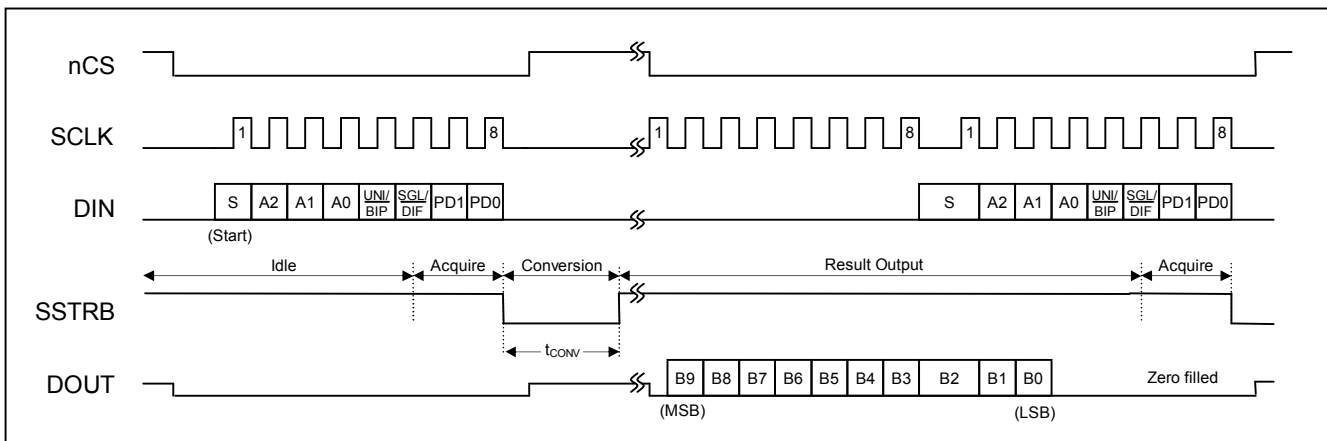 nCS
SCLK 1 8 1 8 1 8
DIN S A2 A1 A0 UNI/BIP SGL/DIF PD1 PD0 S A2 A1 A0 UNI/BIP SGL/DIF PD1 PD0
(Start)
Idle Acquire Conversion Result Output Acquire
SSTRB
tCONV
DOUT B9 B8 B7 B6 B5 B4 B3 B2 B1 B0 Zero filled
(MSB) (LSB)